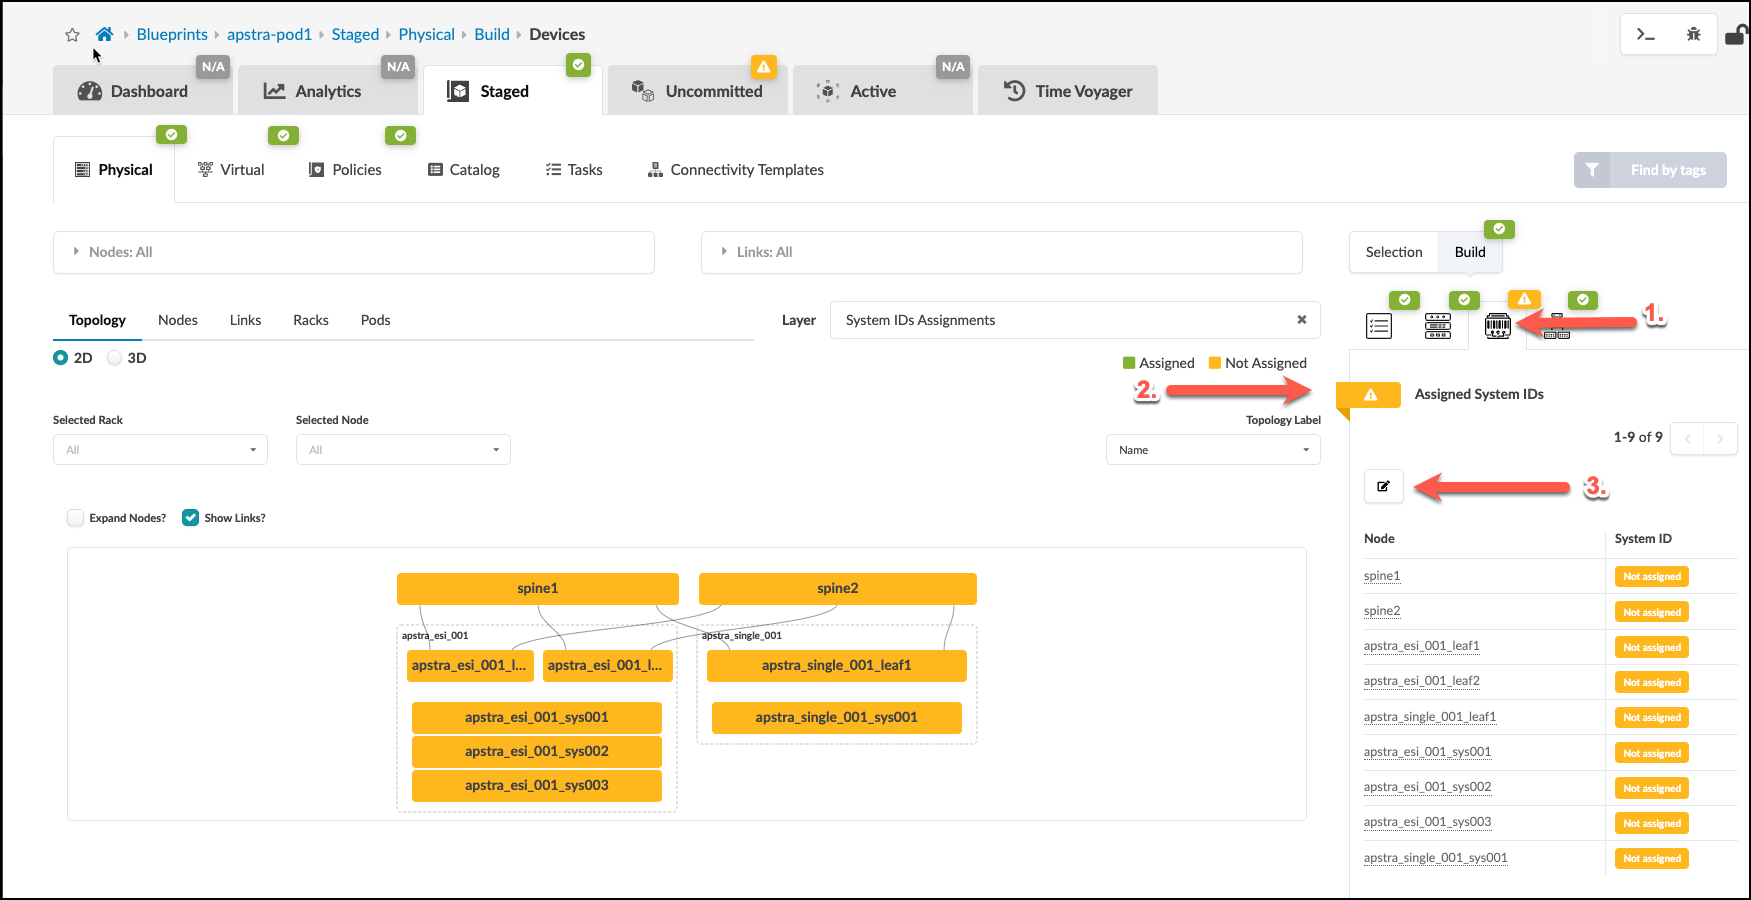 Blueprints apstra-pod1 Staged Physical Build Devices
N/A N/A N/A
Dashboard Analytics Staged Uncommitted Active Time Voyager
Physical Virtual Policies Catalog Tasks Connectivity Templates Find by tags
Nodes: All Links: All Selection Build
Topology Nodes Links Racks Pods Layer System IDs Assignments
1.
2D 3D
Assigned Not Assigned
2. Assigned System IDs
Selected Rack Selected Node Topology Label
1-9 of 9
All All Name
3.
Expand Nodes? Show Links?
Node System ID
spine1 Not assigned
spine2 Not assigned
apstra_esi_001_leaf1 Not assigned
apstra_esi_001_leaf2 Not assigned
apstra_single_001_leaf1 Not assigned
apstra_esi_001_sys001 Not assigned
apstra_esi_001_sys002 Not assigned
apstra_esi_001_sys003 Not assigned
apstra_single_001_sys001 Not assigned
spine1 spine2
apstra_esi_001 apstra_single_001
apstra_esi_001_l... apstra_esi_001_l... apstra_single_001_leaf1
apstra_esi_001_sys001 apstra_single_001_sys001
apstra_esi_001_sys002
apstra_esi_001_sys003